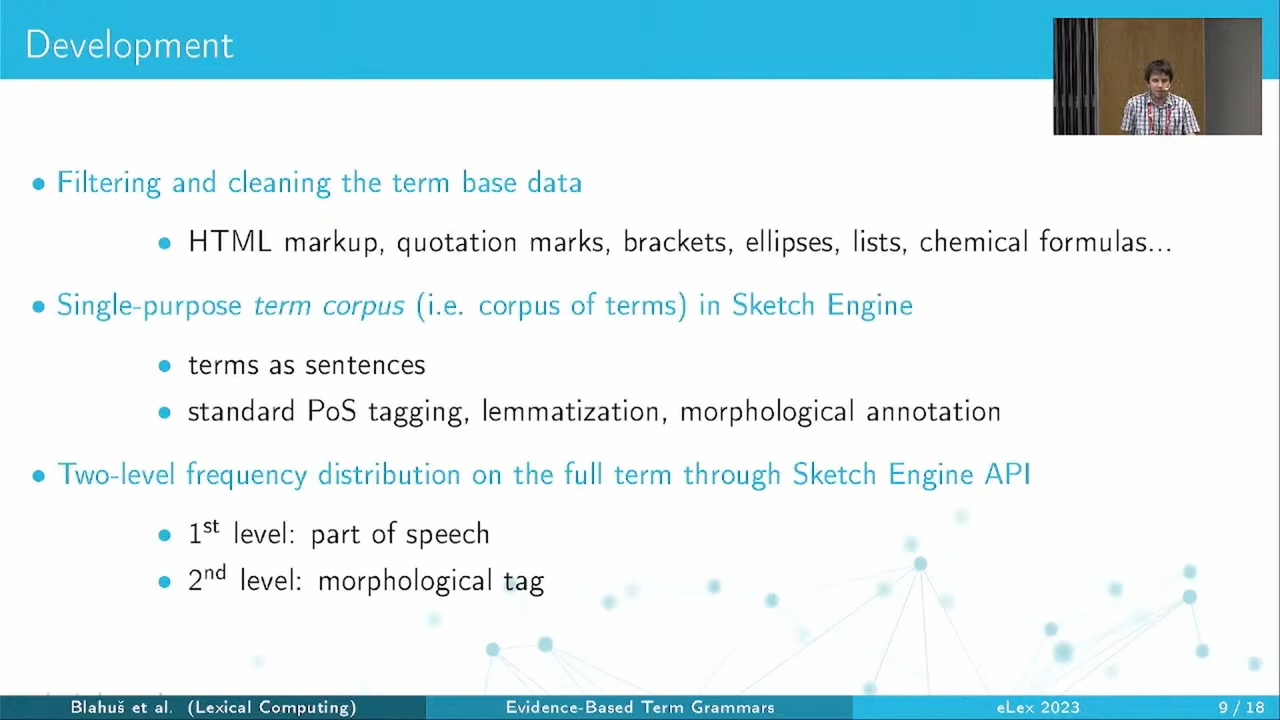 Development
Filtering and cleaning the term base data
HTML markup, quotation marks, brackets, ellipses, lists, chemical formulas...
Single-purpose term corpus (i.e. corpus of terms) in Sketch Engine
terms as sentences
standard PoS tagging, lemmatization, morphological annotation
Two-level frequency distribution on the full term through Sketch Engine API
1st level: part of speech
2nd level: morphological tag
Blahuš et al. (Lexical Computing) Evidence-Based Term Grammars eLex 2023 9 / 18